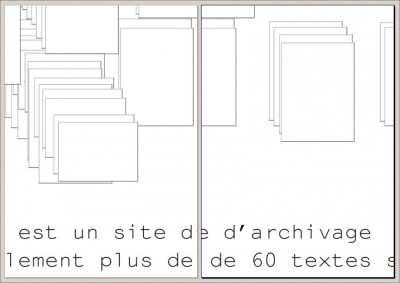 est un site de d’archivage
lement plus de de 60 textes s